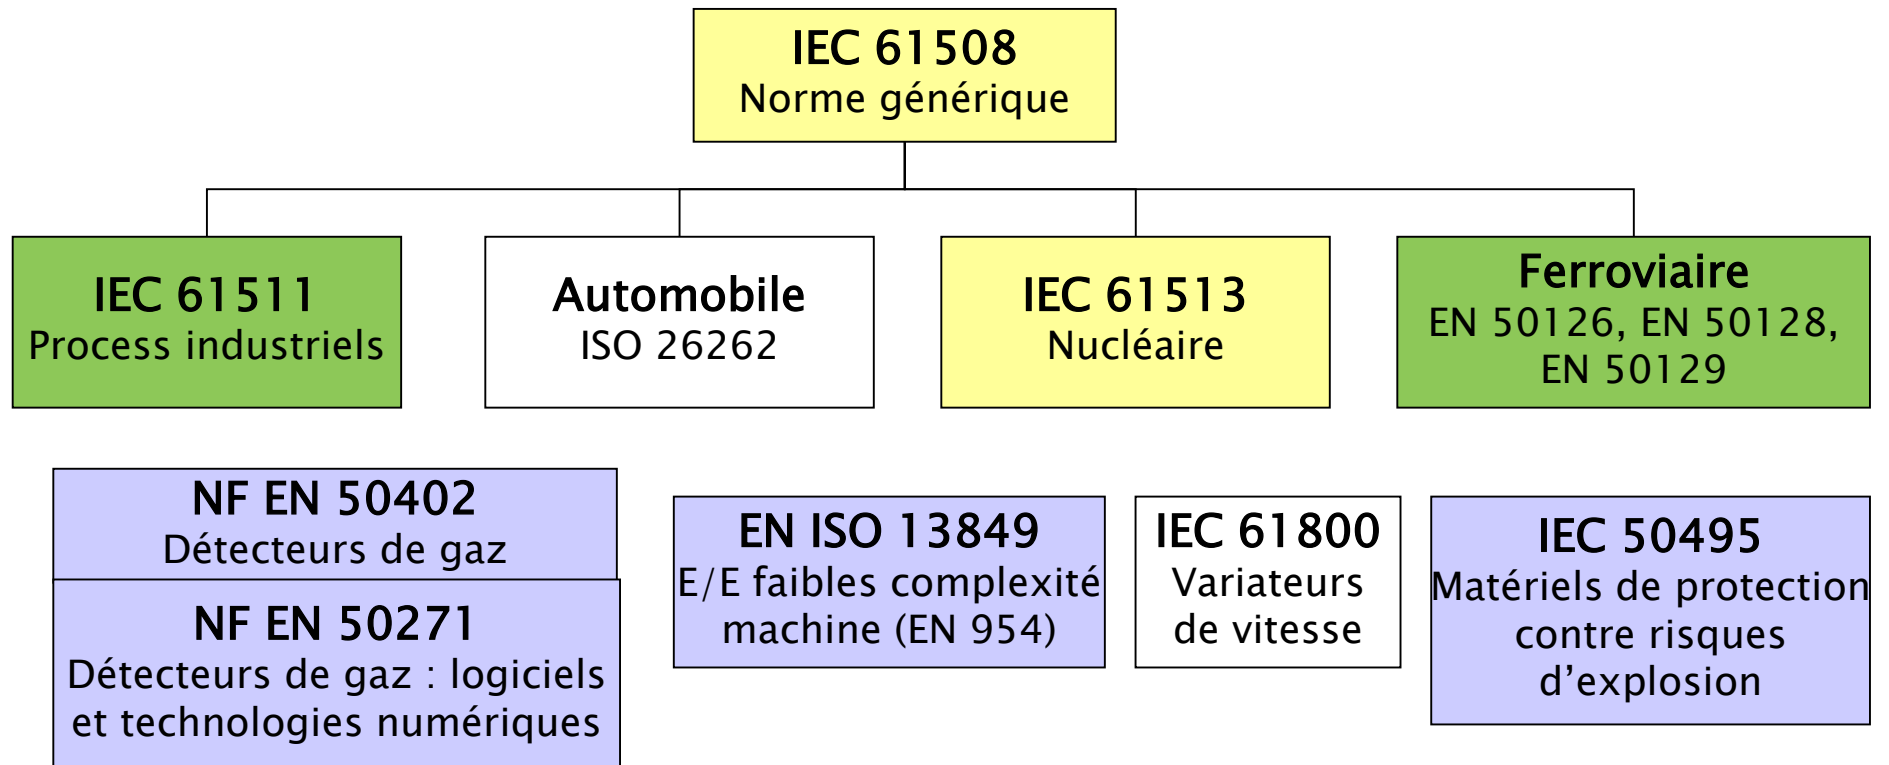 IEC 61508
Norme générique
IEC 61511
Process industriels
Automobile
ISO 26262
IEC 61513
Nucléaire
Ferroviaire
EN 50126, EN 50128,
EN 50129
NF EN 50402
Détecteurs de gaz
NF EN 50271
Détecteurs de gaz : logiciels
et technologies numériques
EN ISO 13849
E/E faibles complexité
machine (EN 954)
IEC 61800
Variateurs
de vitesse
IEC 50495
Matériels de protection
contre risques
d’explosion